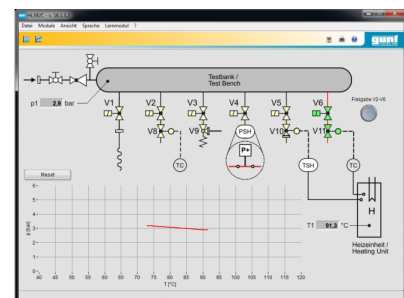 Datei Module Ansicht Sprache Lernmodul ?
gunt
Testbank /
Test Bench
p1 2,9 bar
V1 V2 V3 V4 V5 V6
Freigabe V2-V6
V8 V9 PSH V10 V11
TC P+ TSH TC
Reset
H
T1 91,3 °C
Heizeinheit /
Heating Unit
p [bar]
6
5
4
3
2
1
0
40 45 50 55 60 65 70 75 80 85 90 95 100 105 110 115 120
T [°C]